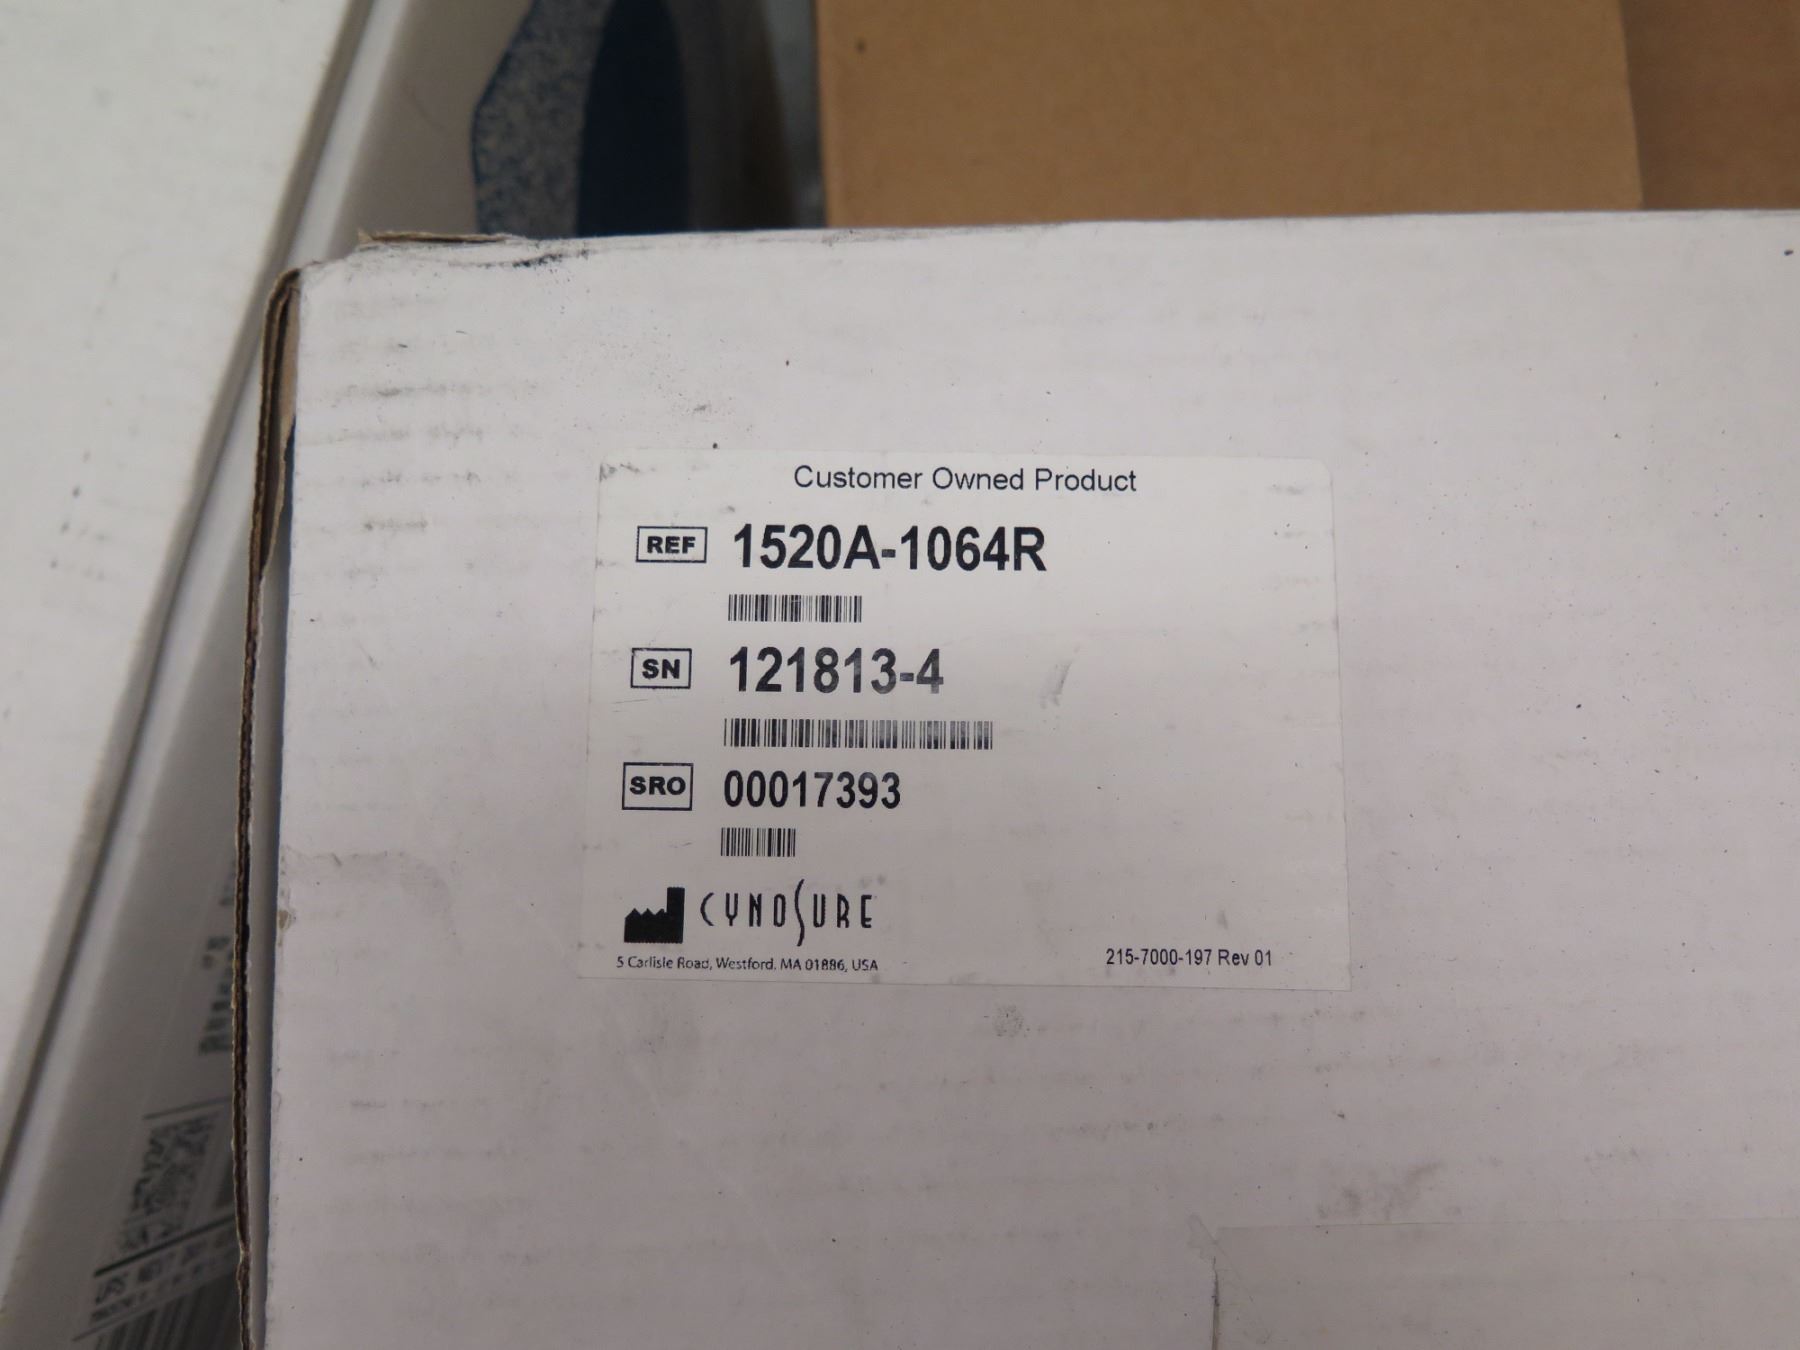 Customer Owned Product
REF 1520A-1064R
SN 121813-4
SRO 00017393
CYNOSURE
5 Carlisle Road, Westford, MA 01886, USA
215-7000-197 Rev 01